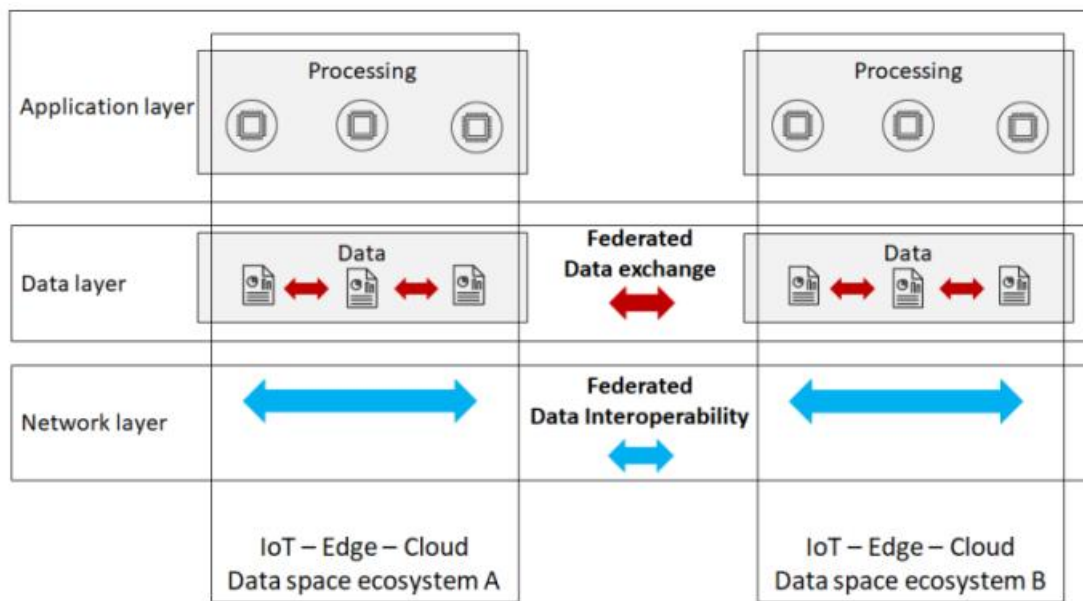 Application layer
Processing
Processing
Data layer
Data
Federated
Data exchange
Data
Network layer
Federated
Data Interoperability
IoT – Edge – Cloud
Data space ecosystem A
IoT – Edge – Cloud
Data space ecosystem B